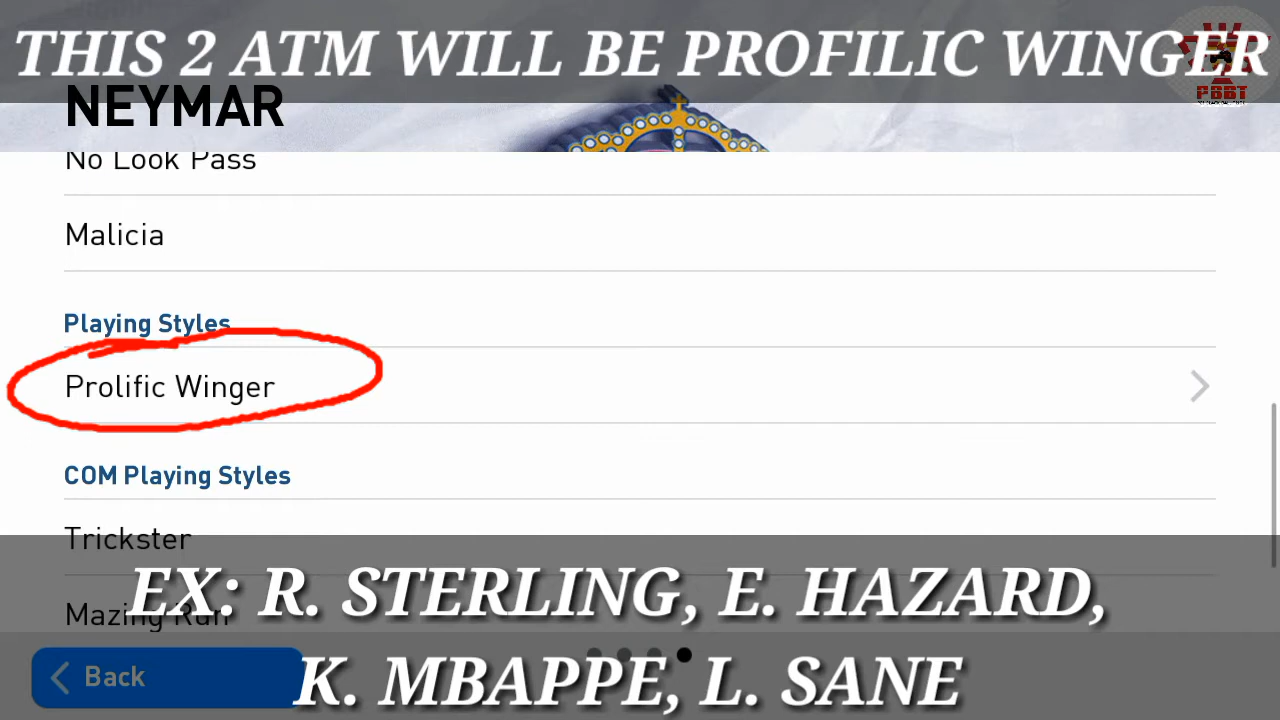 THIS 2 ATM WILL BE PROFILIC WINGER
PBBT
NEYMAR
No Look Pass
Malicia
Playing Styles
Prolific Winger
COM Playing Styles
Trickster
EX: R. STERLING, E. HAZARD,
Mazing Run
K. MBAPPE, L. SANE
Back